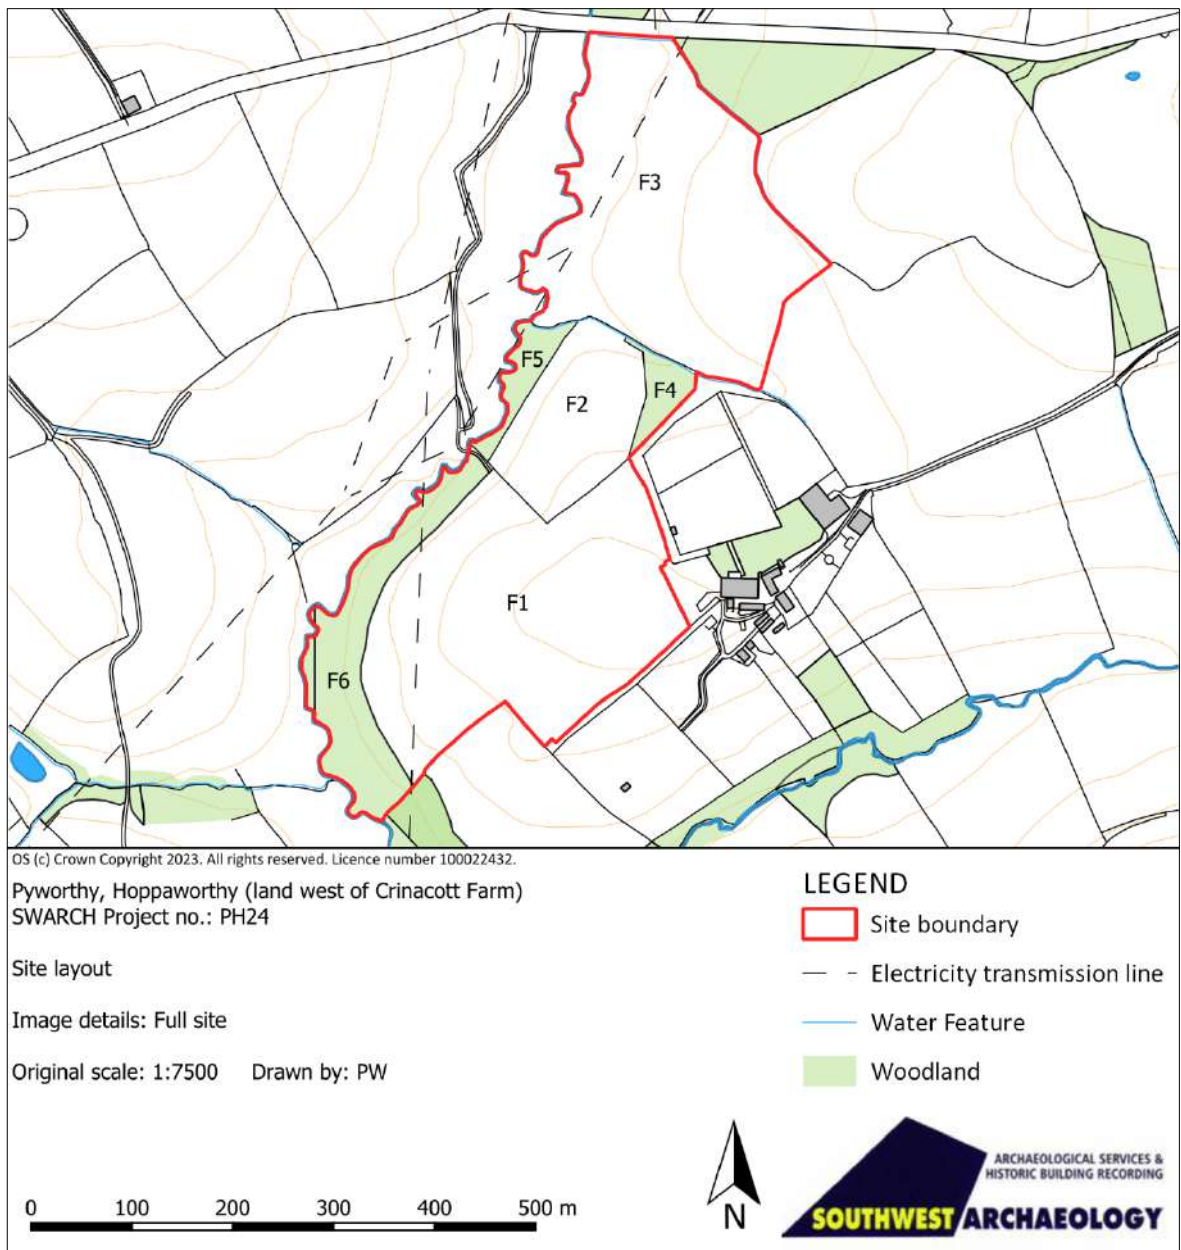 F3
F5
F4
F2
F1
F6
OS (c) Crown Copyright 2023. All rights reserved. Licence number 100022432.
Pyworthy, Hoppaworthy (land west of Crinacott Farm)
SWARCH Project no.: PH24
Site layout
Image details: Full site
Original scale: 1:7500 Drawn by: PW
0 100 200 300 400 500 m
LEGEND
Site boundary
Electricity transmission line
Water Feature
Woodland
N
ARCHAEOLOGICAL SERVICES &
HISTORIC BUILDING RECORDING
SOUTHWEST ARCHAEOLOGY